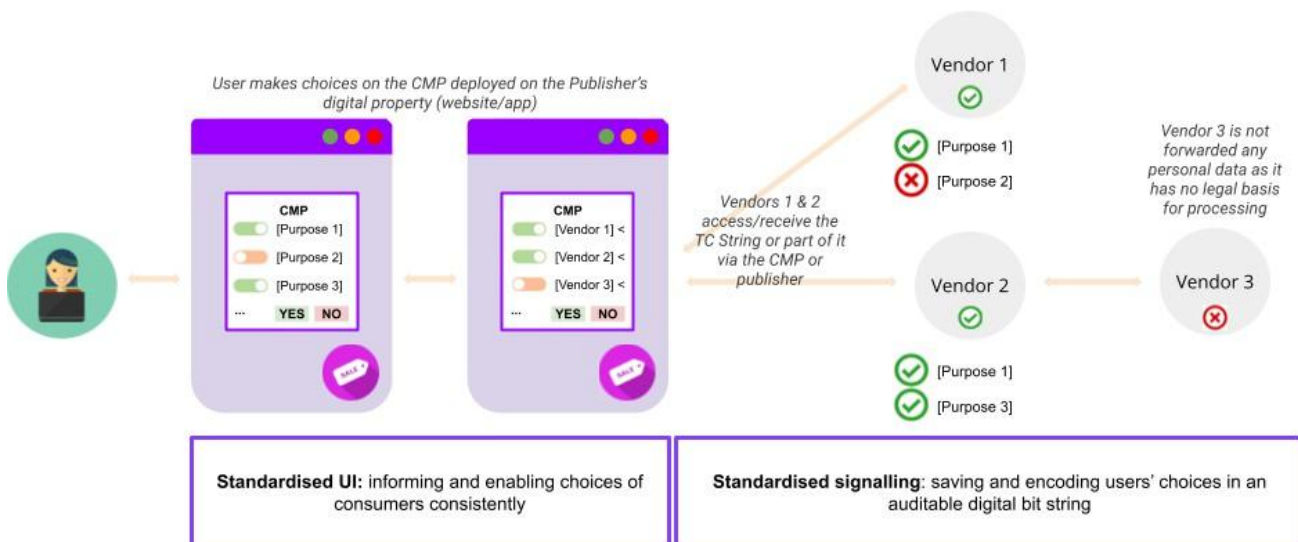 User makes choices on the CMP deployed on the Publisher's
digital property (website/app)
CMP
[Purpose 1]
[Purpose 2]
[Purpose 3]
...
YES NO
SALE
CMP
[Vendor 1] <
[Vendor 2] <
[Vendor 3] <
...
YES NO
SALE
Vendors 1 & 2
access/receive the
TC String or part of it
via the CMP or
publisher
Vendor 1
[Purpose 1]
[Purpose 2]
Vendor 2
[Purpose 1]
[Purpose 3]
Vendor 3 is not
forwarded any
personal data as it
has no legal basis
for processing
Vendor 3
Standardised UI: informing and enabling choices of
consumers consistently
Standardised signalling: saving and encoding users' choices in an
auditable digital bit string